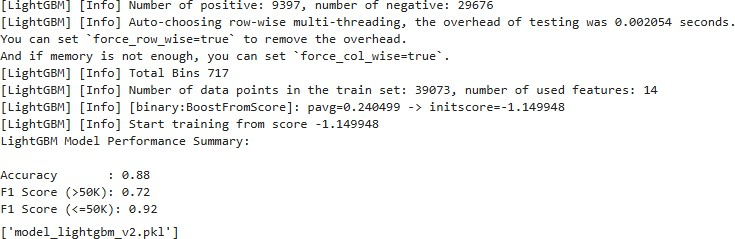 [LightGBM] [Info] Number of positive: 9397, number of negative: 29676
[LightGBM] [Info] Auto-choosing row-wise multi-threading, the overhead of testing was 0.002054 seconds.
You can set `force_row_wise=true` to remove the overhead.
And if memory is not enough, you can set `force_col_wise=true`.
[LightGBM] [Info] Total Bins 717
[LightGBM] [Info] Number of data points in the train set: 39073, number of used features: 14
[LightGBM] [Info] [binary:BoostFromScore]: pavg=0.240499 -> initscore=-1.149948
[LightGBM] [Info] Start training from score -1.149948
LightGBM Model Performance Summary:
Accuracy       : 0.88
F1 Score (>50K): 0.72
F1 Score (<=50K): 0.92
['model_lightgbm_v2.pkl']